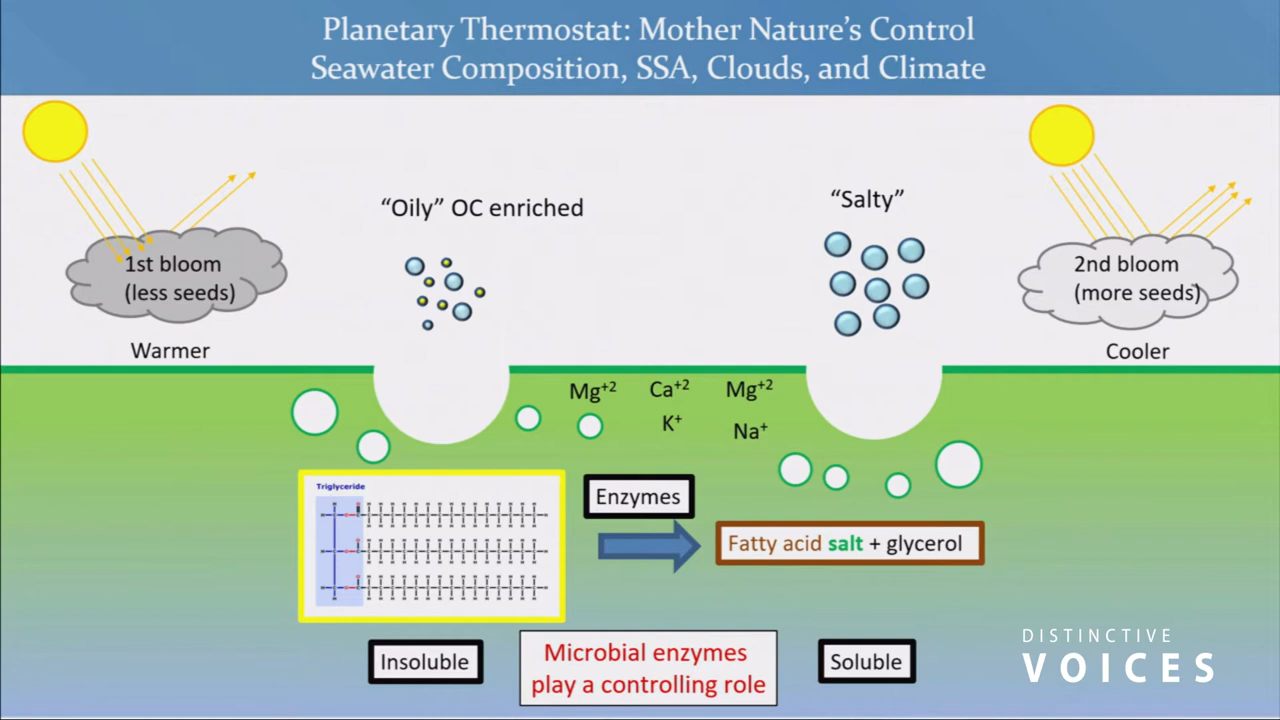 Planetary Thermostat: Mother Nature's Control
Seawater Composition, SSA, Clouds, and Climate
"Oily" OC enriched
"Salty"
1st bloom
(less seeds)
2nd bloom
(more seeds)
Warmer
Cooler
Mg+2 Ca+2 Mg+2
K+ Na+
Triglyceride
Enzymes
Fatty acid salt + glycerol
Insoluble
Microbial enzymes
play a controlling role
Soluble
DISTINCTIVE
VOICES